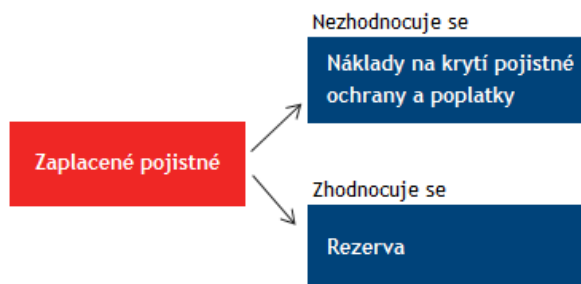 Nezhodnocuje se
Náklady na krytí pojistné
ochrany a poplatky
Zaplacené pojistné
Zhodnocuje se
Rezerva